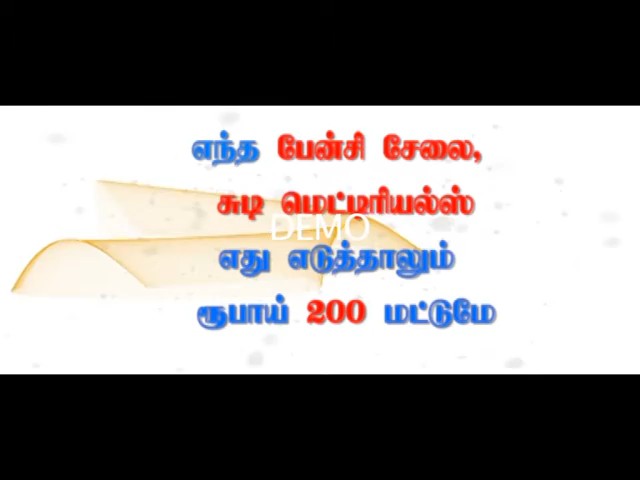 எந்த பேன்சி சேலை,
சுடி மெட்டீரியல்ஸ்
DEMO
எது எடுத்தாலும்
ரூபாய் 200 மட்டுமே